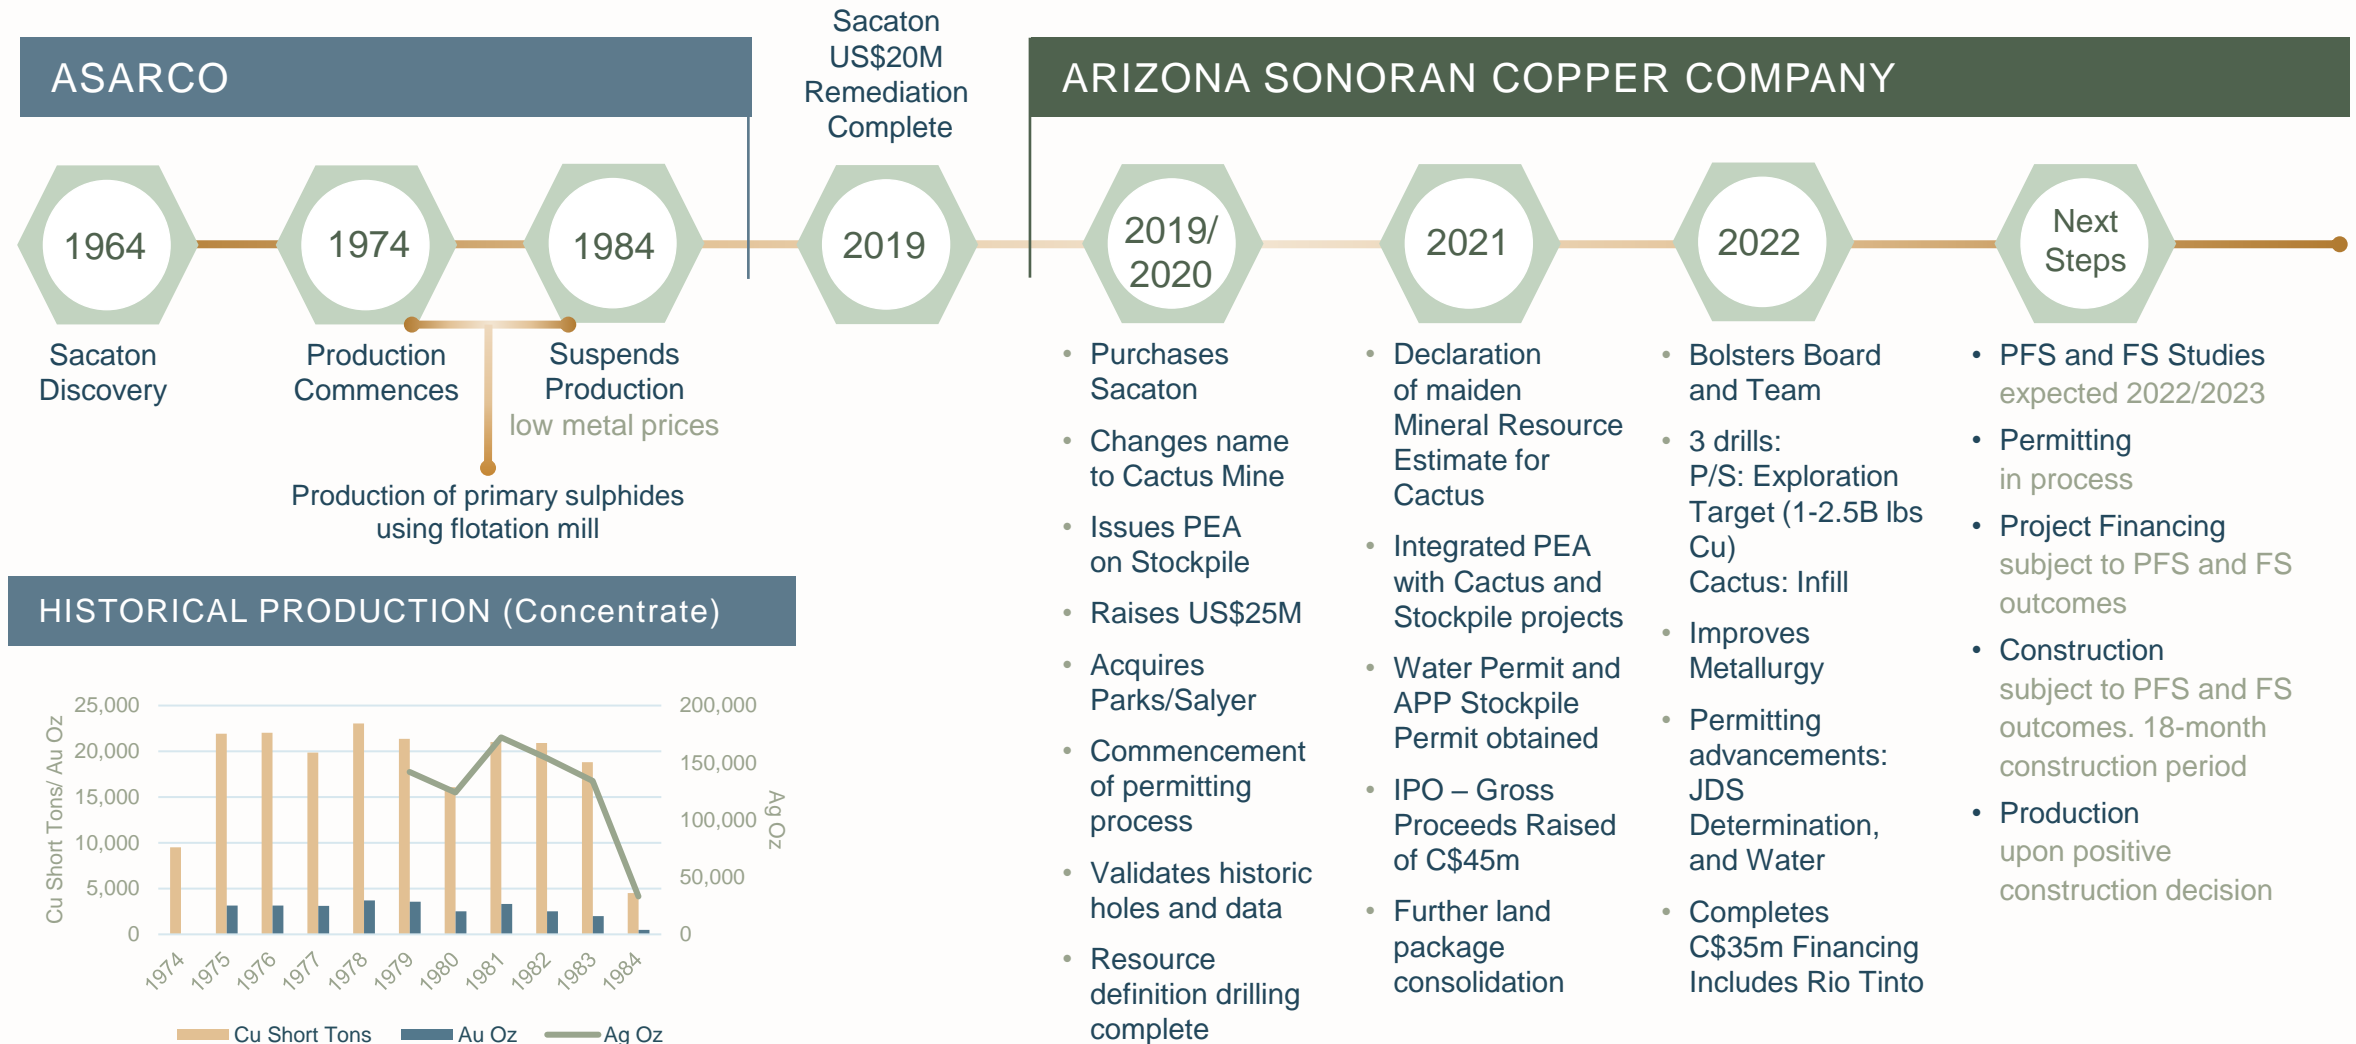 Sacaton
US$20M
Remediation
Complete
ASARCO
ARIZONA SONORAN COPPER COMPANY
1964
1974
1984
2019
2019/
2020
2021
2022
Next
Steps
Sacaton
Discovery
Production
Commences
Suspends
Production
low metal prices
Production of primary sulphides
using flotation mill
• Purchases
Sacaton
• Changes name
to Cactus Mine
• Issues PEA
on Stockpile
• Raises US$25M
• Acquires
Parks/Salyer
• Commencement
of permitting
process
• Validates historic
holes and data
• Resource
definition drilling
complete
• Declaration
of maiden
Mineral Resource
Estimate for
Cactus
• Integrated PEA
with Cactus and
Stockpile projects
• Water Permit and
APP Stockpile
Permit obtained
• IPO – Gross
Proceeds Raised
of C$45m
• Further land
package
consolidation
• Bolsters Board
and Team
• 3 drills:
P/S: Exploration
Target (1-2.5B lbs
Cu)
Cactus: Infill
• Improves
Metallurgy
• Permitting
advancements:
JDS
Determination,
and Water
• Completes
C$35m Financing
Includes Rio Tinto
• PFS and FS Studies
expected 2022/2023
• Permitting
in process
• Project Financing
subject to PFS and FS
outcomes
• Construction
subject to PFS and FS
outcomes. 18-month
construction period
• Production
upon positive
construction decision
HISTORICAL PRODUCTION (Concentrate)
Cu Short Tons/ Au Oz
25,000
20,000
15,000
10,000
5,000
0
200,000
150,000
100,000
50,000
0
Ag Oz
1974
1975
1976
1977
1978
1979
1980
1981
1982
1983
1984
Cu Short Tons
Au Oz
Ag Oz